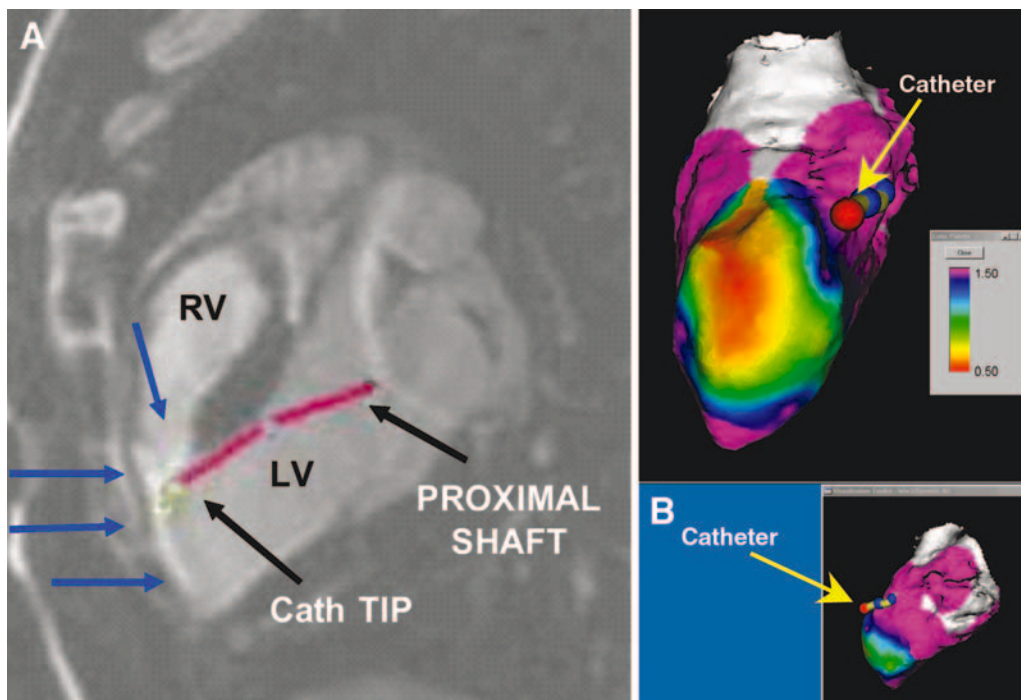 A
RV
LV
PROXIMAL
SHAFT
Cath TIP
Catheter
Close
1.50
0.50
B
Catheter